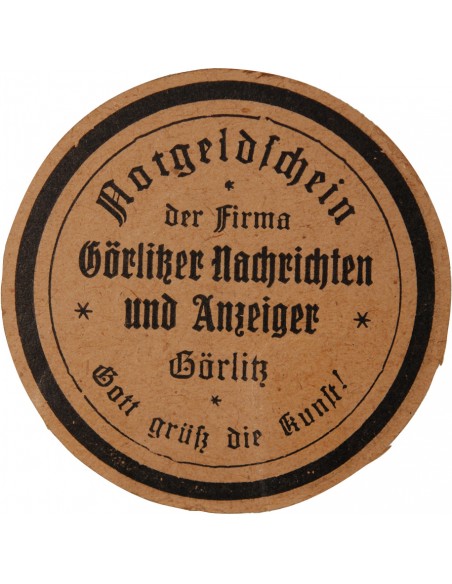 Notgeldſchein
*
der Firma
Görlitzer Nachrichten
* und Anzeiger *
Görlitz
*
Gott grüß die Kunſt!